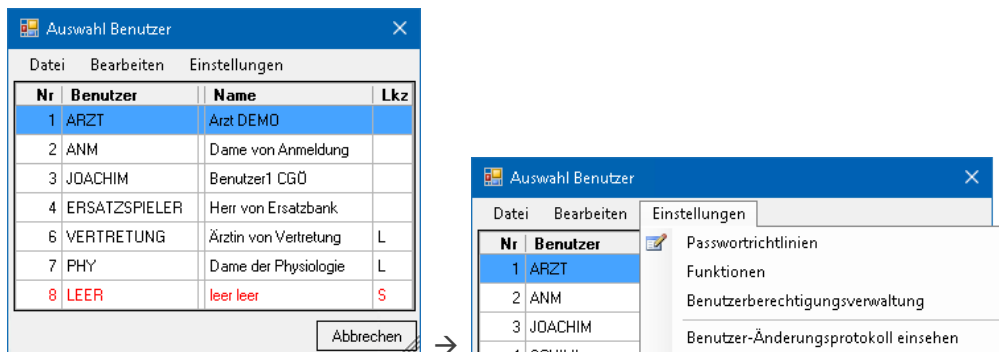 Auswahl Benutzer
Datei Bearbeiten Einstellungen
Nr Benutzer Name Lkz
1 ARZT Arzt DEMO
2 ANM Dame von Anmeldung
3 JOACHIM Benutzer1 CGÖ
4 ERSATZSPIELER Herr von Ersatzbank
6 VERTRETUNG Ärztin von Vertretung L
7 PHY Dame der Physiologie L
8 LEER leer leer S
Abbrechen
→
Auswahl Benutzer
Datei Bearbeiten Einstellungen
Nr Benutzer
1 ARZT
2 ANM
3 JOACHIM
Passwortrichtlinien
Funktionen
Benutzerberechtigungsverwaltung
Benutzer-Änderungsprotokoll einsehen